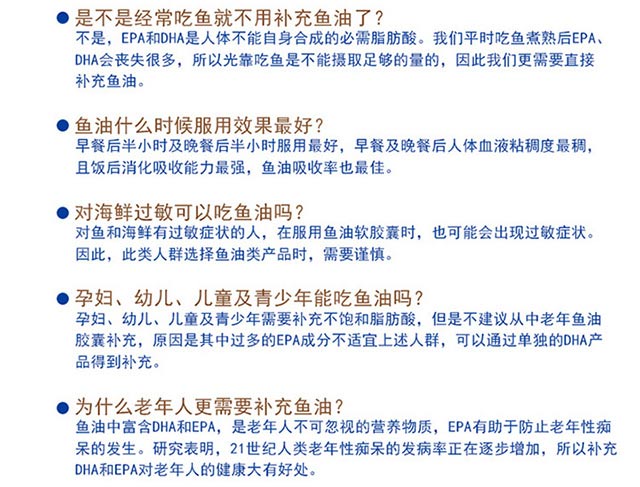 是不是经常吃鱼就不用补充鱼油了？
不是，EPA和DHA是人体不能自身合成的必需脂肪酸。我们平时吃鱼煮熟后EPA、
DHA会丧失很多，所以光靠吃鱼是不能摄取足够的量的，因此我们更需要直接
补充鱼油。
鱼油什么时候服用效果最好？
早餐后半小时及晚餐后半小时服用最好，早餐及晚餐后人体血液粘稠度最稠，
且饭后消化吸收能力最强，鱼油吸收率也最佳。
对海鲜过敏可以吃鱼油吗？
对鱼和海鲜有过敏症状的人，在服用鱼油软胶囊时，也可能会出现过敏症状。
因此，此类人群选择鱼油类产品时，需要谨慎。
孕妇、幼儿、儿童及青少年能吃鱼油吗？
孕妇、幼儿、儿童及青少年需要补充不饱和脂肪酸，但是不建议从中老年鱼油
胶囊补充，原因是其中过多的EPA成分不适宜上述人群，可以通过单独的DHA产
品得到补充。
为什么老年人更需要补充鱼油？
鱼油中富含DHA和EPA，是老年人不可忽视的营养物质，EPA有助于防止老年性痴
呆的发生。研究表明，21世纪人类老年性痴呆的发病率正在逐步增加，所以补充
DHA和EPA对老年人的健康大有好处。